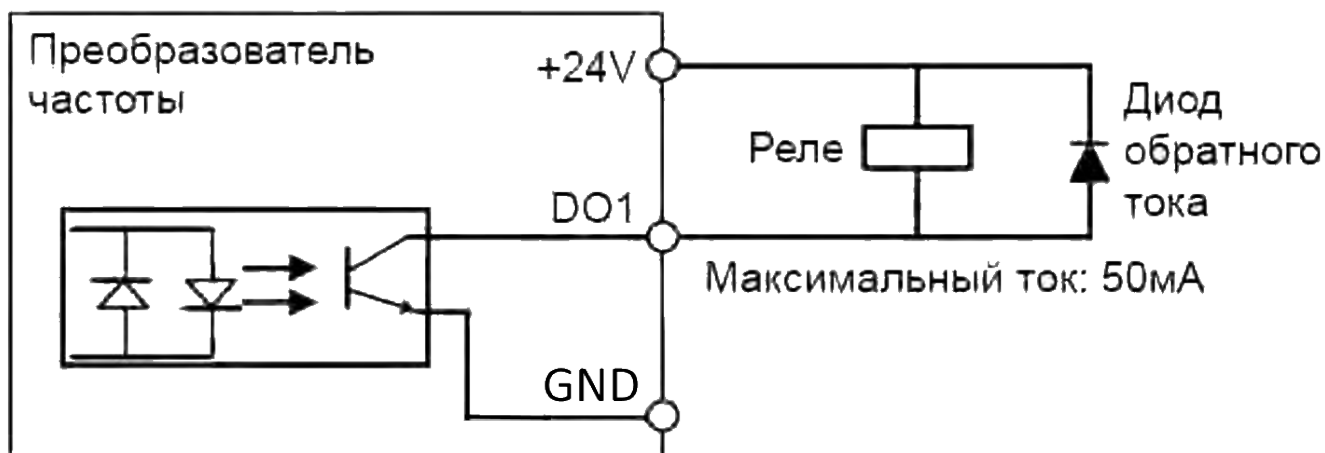 Преобразователь
частоты
+24V
Реле
Диод
обратного
тока
DO1
Максимальный ток: 50мА
GND